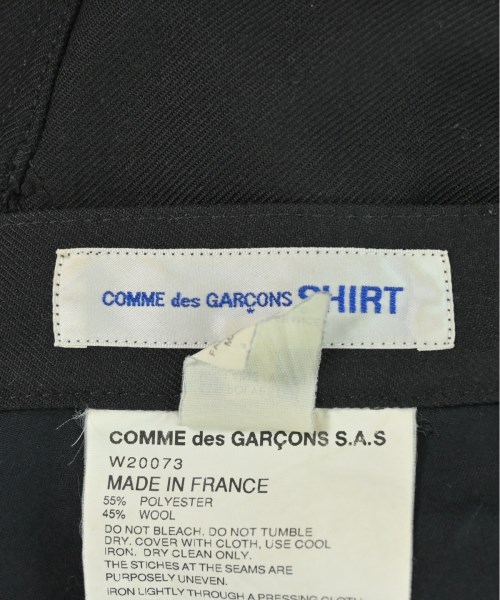 COMME des GARÇONS SHIRT
COMME des GARÇONS S.A.S
W20073
MADE IN FRANCE
55% POLYESTER
45% WOOL
DO NOT BLEACH. DO NOT TUMBLE
DRY. COVER WITH CLOTH, USE COOL
IRON. DRY CLEAN ONLY.
THE STICHES AT THE SEAMS ARE
PURPOSELY UNEVEN.
IRON LIGHTLY THROUGH A PRESSING CLOTH